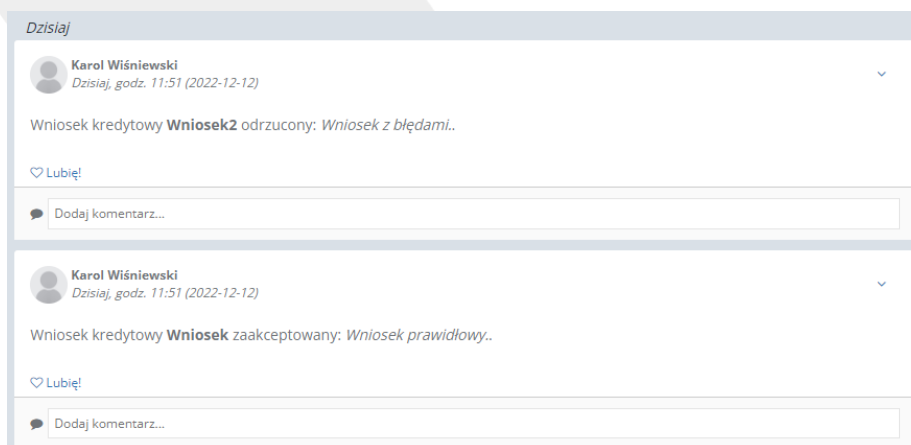 Dzisiaj
Karol Wiśniewski
Dzisiaj, godz. 11:51 (2022-12-12)
Wniosek kredytowy Wniosek2 odrzucony: Wniosek z błędami..
Lubię!
Dodaj komentarz...
Karol Wiśniewski
Dzisiaj, godz. 11:51 (2022-12-12)
Wniosek kredytowy Wniosek zaakceptowany: Wniosek prawidłowy..
Lubię!
Dodaj komentarz...